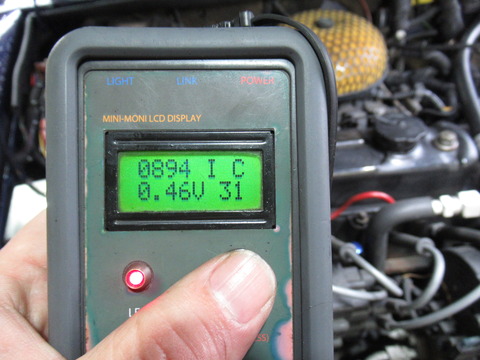 LIGHT LINK POWER
MINI-MONI LCD DISPLAY
0894 I C
0.46V 31